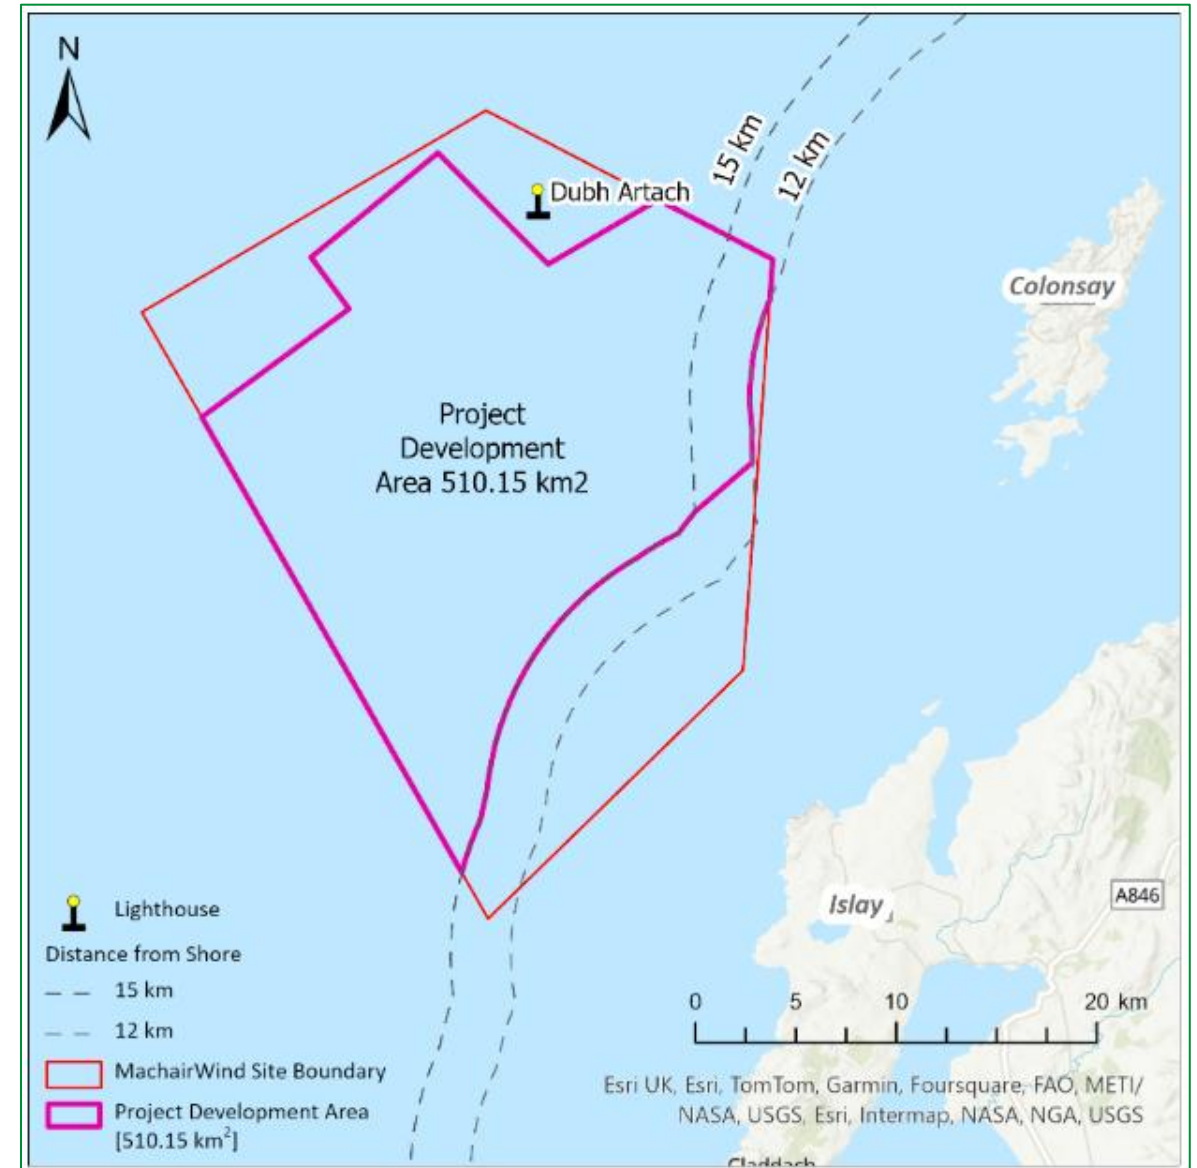 N
15 km
12 km
Dubh Artach
Colonsay
Project
Development
Area 510.15 km2
Islay
A846
Lighthouse
Distance from Shore
15 km
12 km
MachairWind Site Boundary
Project Development Area
[510.15 km²]
0 5 10 20 km
Esri UK, Esri, TomTom, Garmin, Foursquare, FAO, METI/
NASA, USGS, Esri, Intermap, NASA, NGA, USGS
Claddach